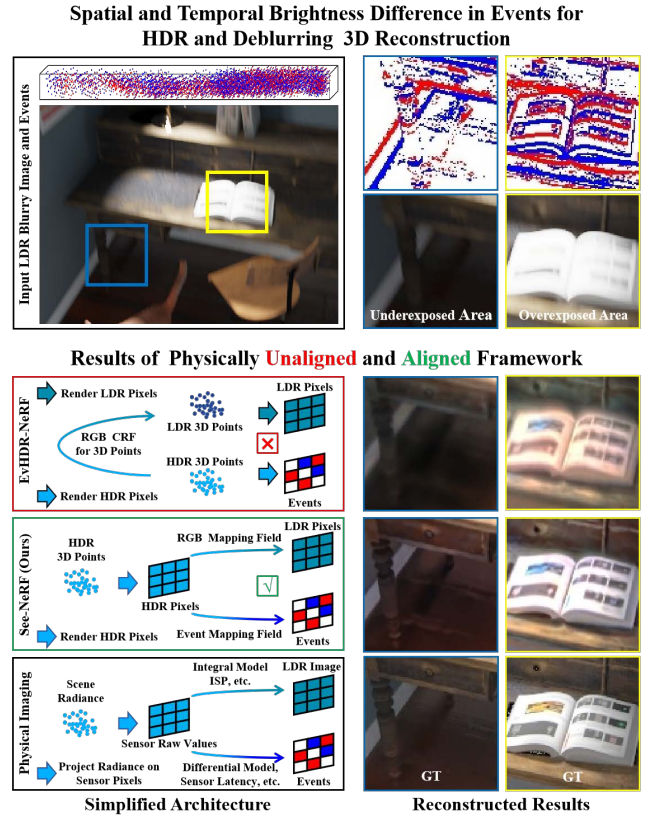 Spatial and Temporal Brightness Difference in Events for
HDR and Deblurring 3D Reconstruction
Input LDR Blurry Image and Events
Underexposed Area
Overexposed Area
Results of Physically Unaligned and Aligned Framework
EvHDR-NeRF
Render LDR Pixels
LDR Pixels
RGB CRF
for 3D Points
LDR 3D Points
HDR 3D Points
Render HDR Pixels
Events
See-NeRF (Ours)
HDR
3D Points
RGB Mapping Field
LDR Pixels
HDR Pixels
√
Render HDR Pixels
Event Mapping Field
Events
Physical Imaging
Scene
Radiance
Integral Model
ISP, etc.
LDR Image
Sensor Raw Values
Project Radiance on
Sensor Pixels
Differential Model,
Sensor Latency, etc.
Events
GT
GT
Simplified Architecture
Reconstructed Results